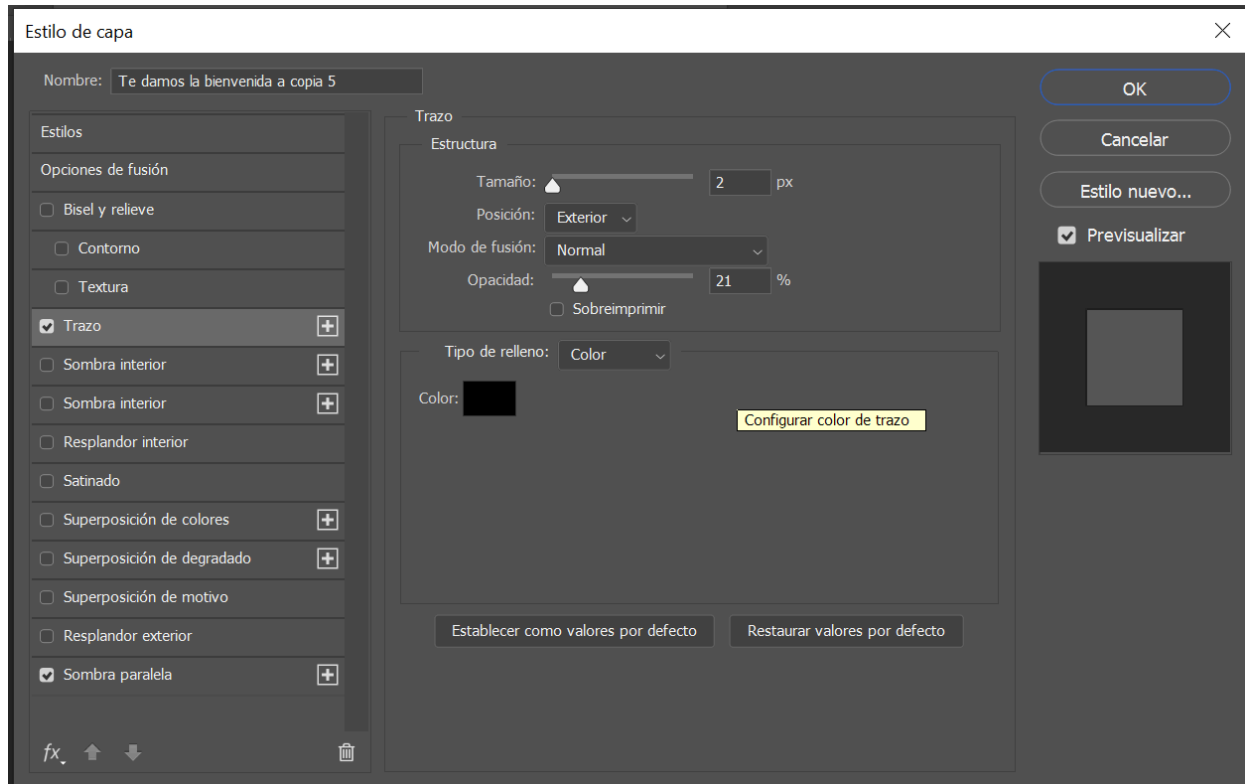 Estilo de capa
Nombre: Te damos la bienvenida a copia 5
Estilos
Opciones de fusión
Bisel y relieve
Contorno
Textura
Trazo
Sombra interior
Sombra interior
Resplandor interior
Satinado
Superposición de colores
Superposición de degradado
Superposición de motivo
Resplandor exterior
Sombra paralela
fx
Trazo
Estructura
Tamaño: 2 px
Posición: Exterior
Modo de fusión: Normal
Opacidad: 21 %
Sobreimprimir
Tipo de relleno: Color
Color:
Configurar color de trazo
Establecer como valores por defecto Restaurar valores por defecto
OK
Cancelar
Estilo nuevo...
Previsualizar